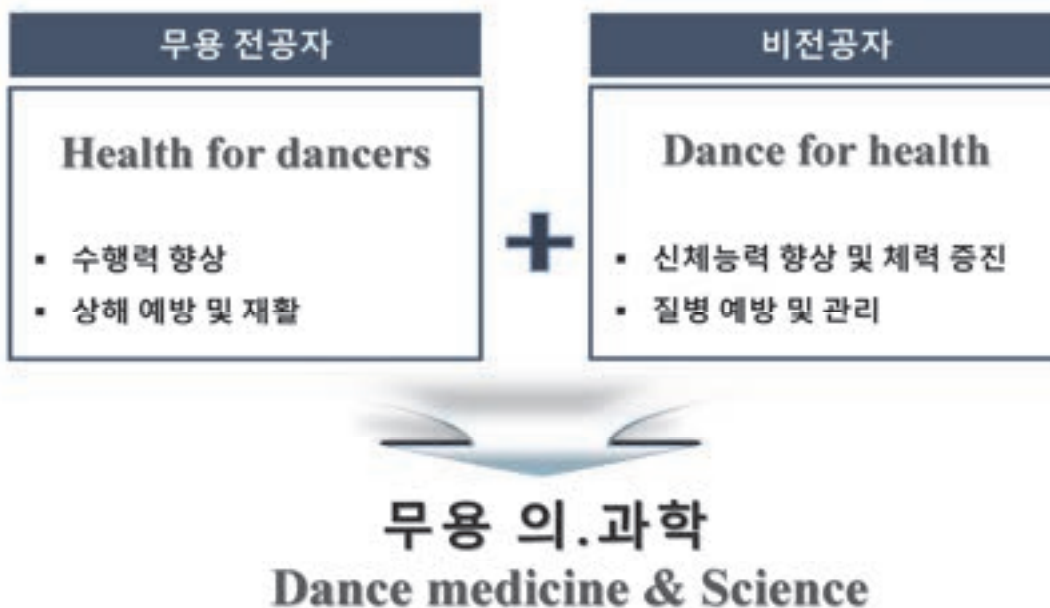 무용 전공자
Health for dancers
▪ 수행력 향상
▪ 상해 예방 및 재활
+
비전공자
Dance for health
▪ 신체능력 향상 및 체력 증진
▪ 질병 예방 및 관리
무용 의.과학
Dance medicine & Science